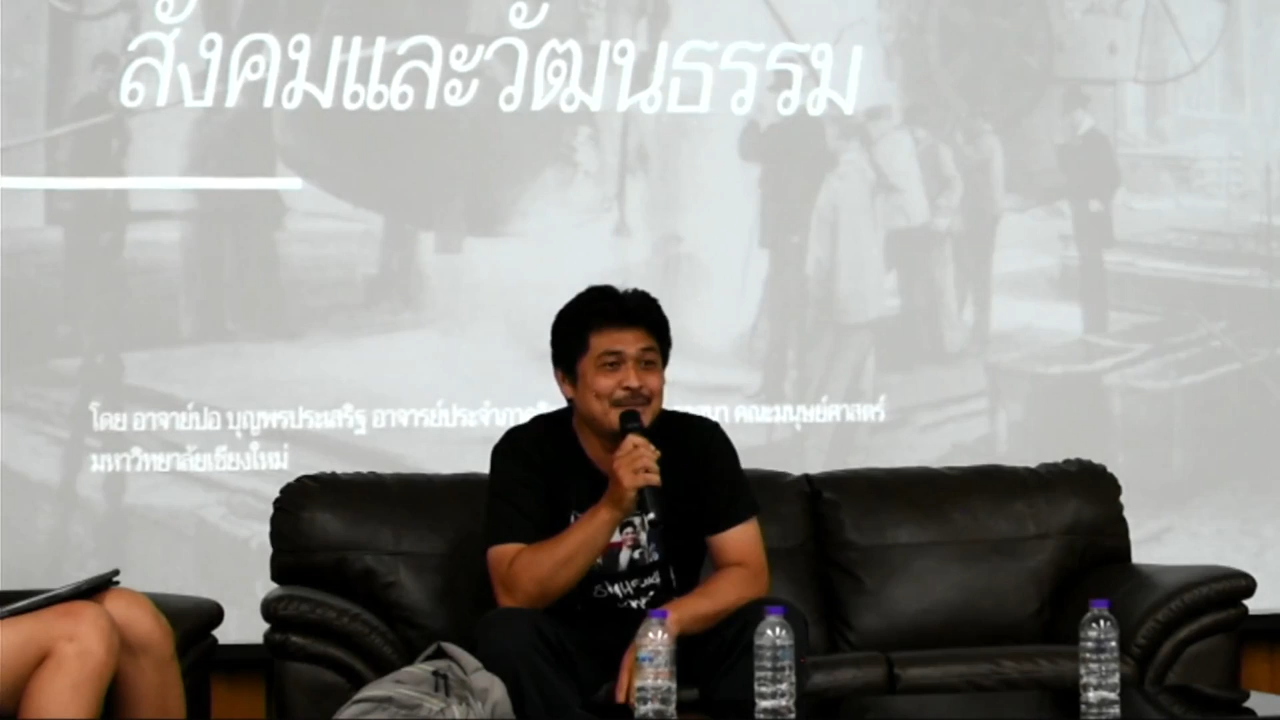 สังคมและวัฒนธรรม
โดย อาจาย์ปอ บุญพรประเสริฐ อาจารย์ประจำภาค คณะมนุษย์ศาสตร์
มหาวิทยาลัยเชียงใหม่